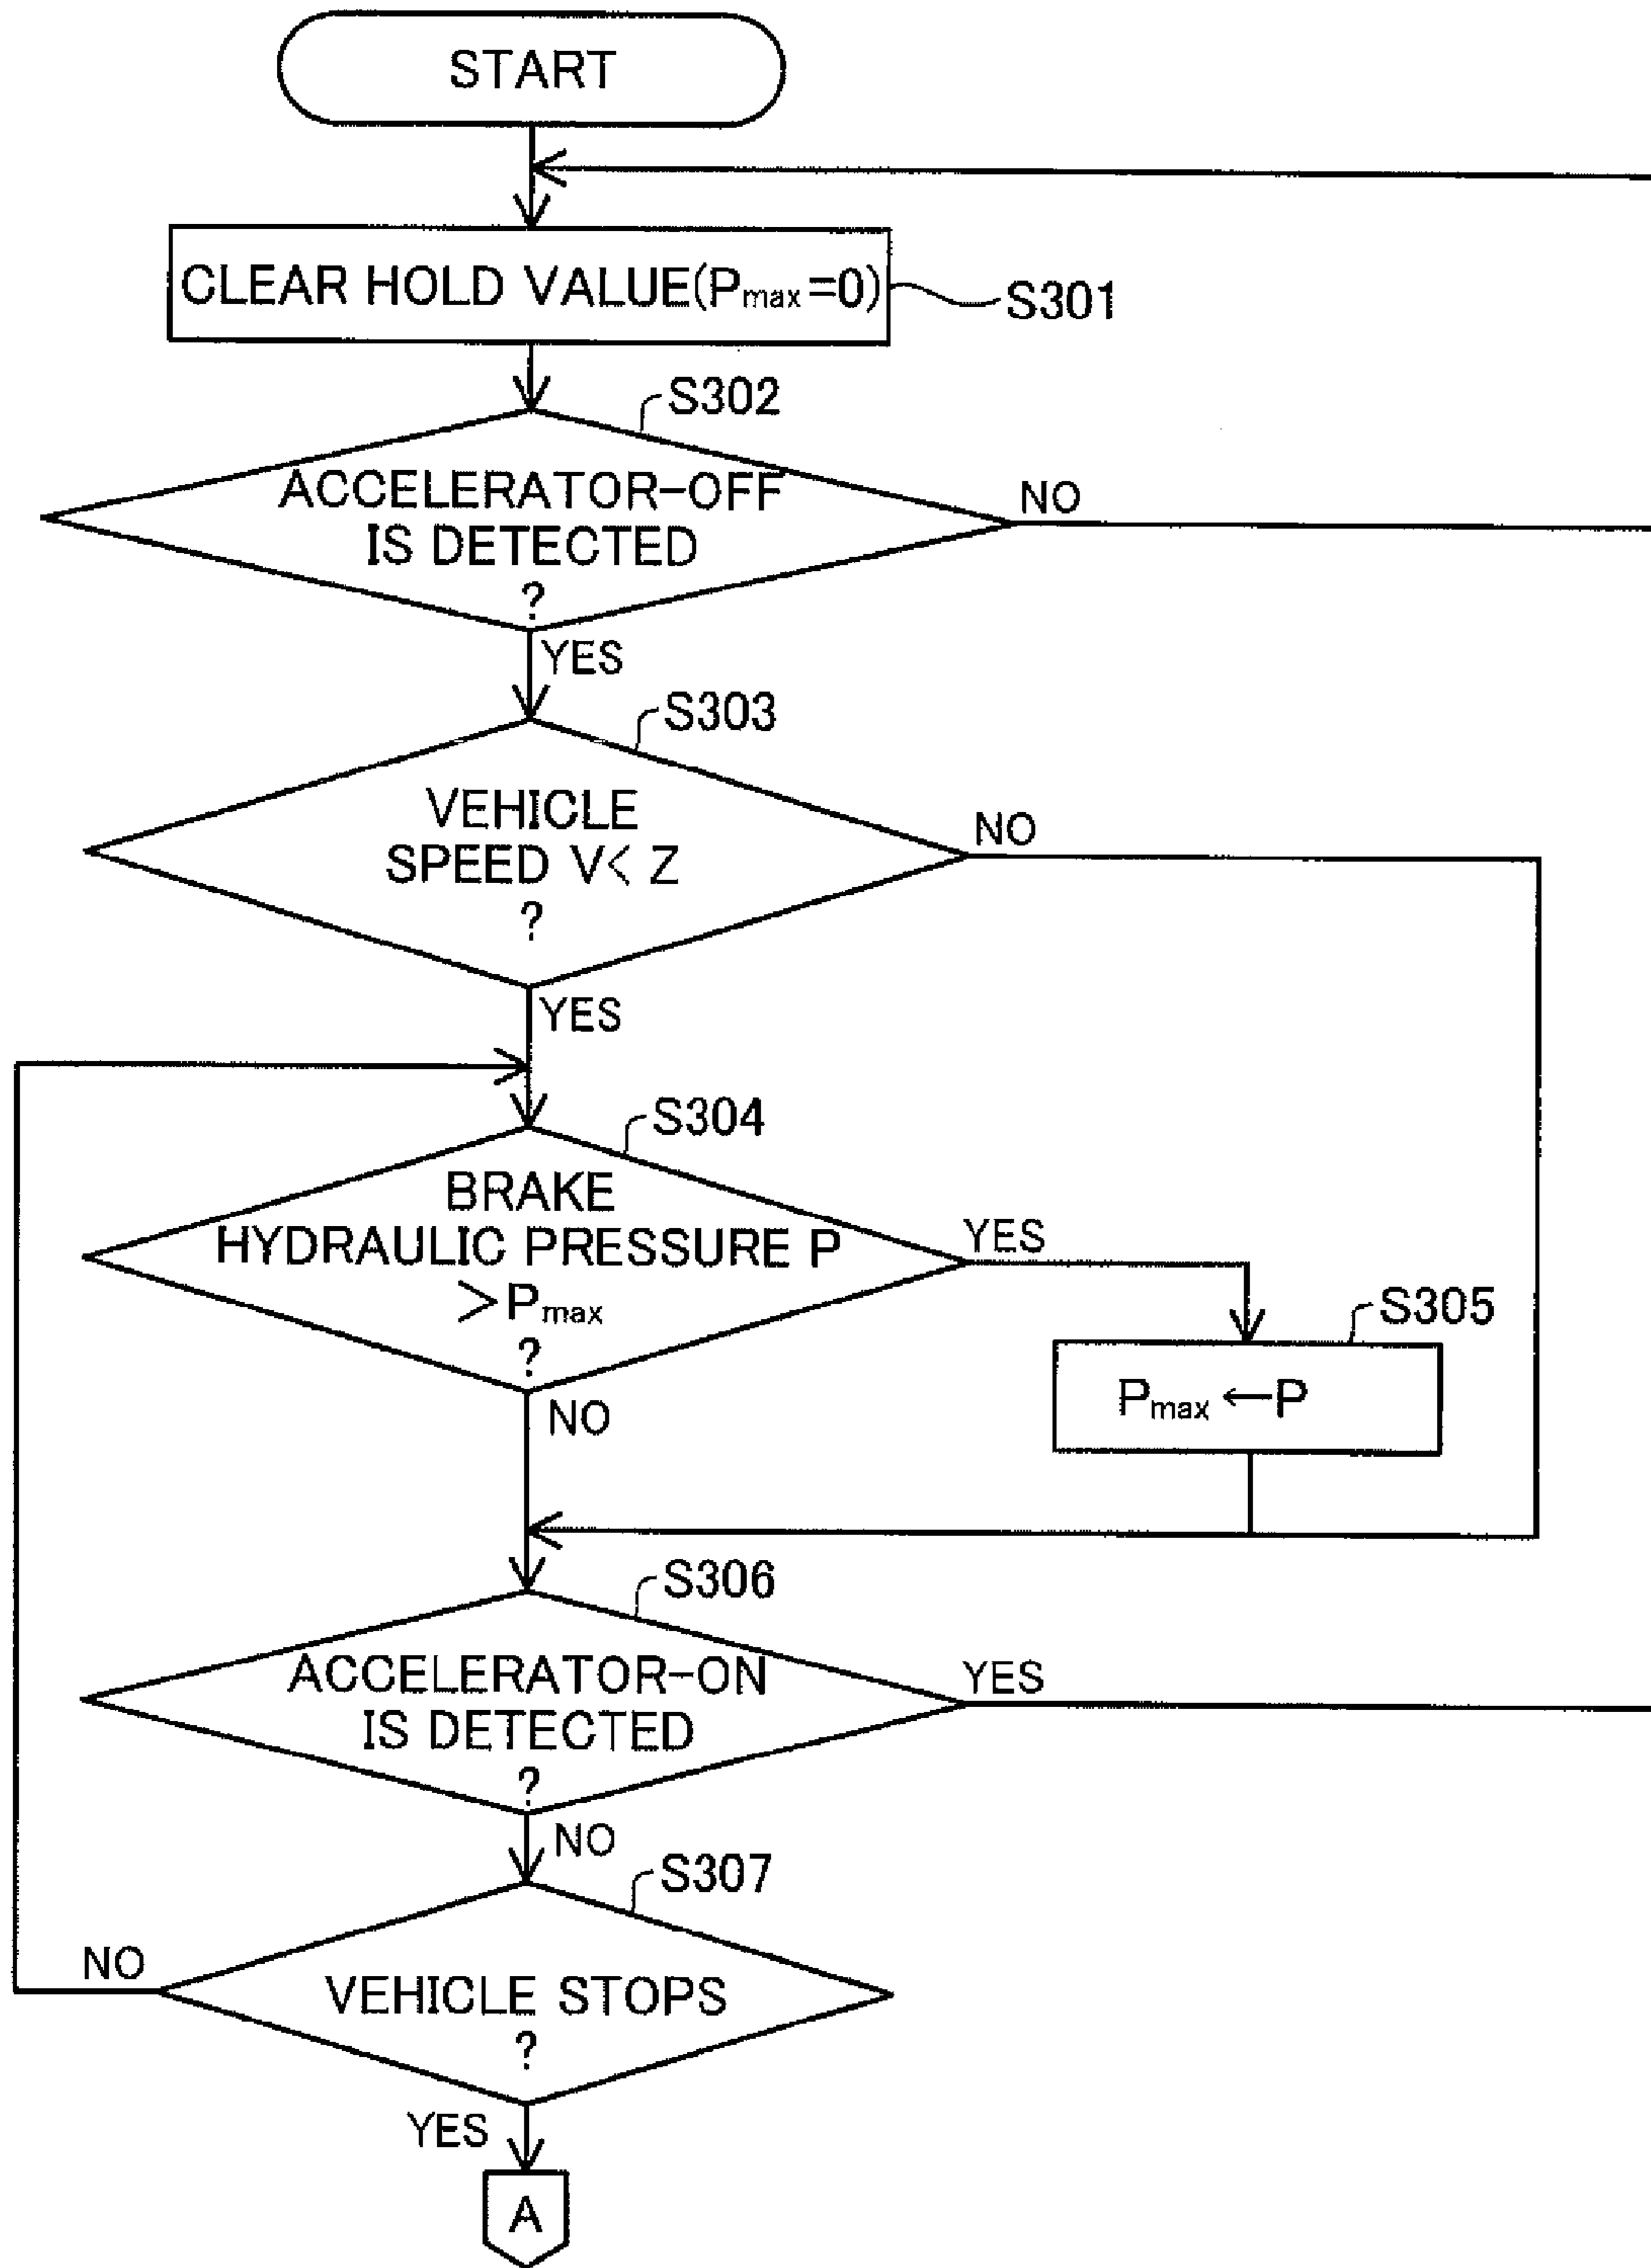 START
CLEAR HOLD VALUE(Pmax=0)
S301
S302
ACCELERATOR-OFF
IS DETECTED
?
NO
YES
S303
VEHICLE
SPEED V< Z
?
NO
YES
S304
BRAKE
HYDRAULIC PRESSURE P
>Pmax
?
YES
NO
S305
Pmax ←P
S306
ACCELERATOR-ON
IS DETECTED
?
YES
NO
S307
VEHICLE STOPS
?
NO
YES
A